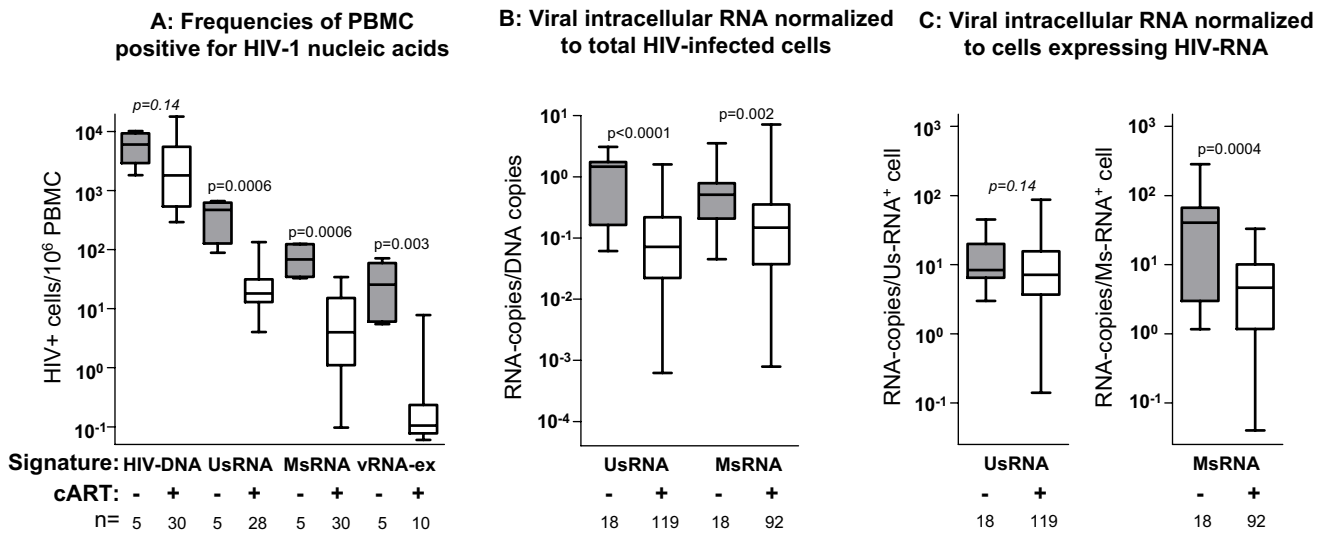 A: Frequencies of PBMC
positive for HIV-1 nucleic acids
HIV+ cells/10⁶ PBMC
10⁴
10³
10²
10¹
10⁰
10⁻¹
p=0.14
p=0.0006
p=0.0006
p=0.003
Signature: HIV-DNA UsRNA MsRNA vRNA-ex
cART: - + - + - + - +
n= 5 30 5 28 5 30 5 10
B: Viral intracellular RNA normalized
to total HIV-infected cells
RNA-copies/DNA copies
10¹
10⁰
10⁻¹
10⁻²
10⁻³
10⁻⁴
p<0.0001
p=0.002
UsRNA MsRNA
- + - +
18 119 18 92
C: Viral intracellular RNA normalized
to cells expressing HIV-RNA
RNA-copies/Us-RNA⁺ cell
10³
10²
10¹
10⁰
10⁻¹
p=0.14
UsRNA
- +
18 119
RNA-copies/Ms-RNA⁺ cell
10³
10²
10¹
10⁰
10⁻¹
p=0.0004
MsRNA
- +
18 92